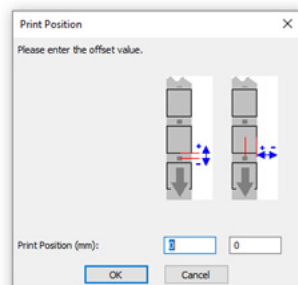 Print Position
Please enter the offset value.
+
-
+ -
Print Position (mm):
0 0
OK Cancel